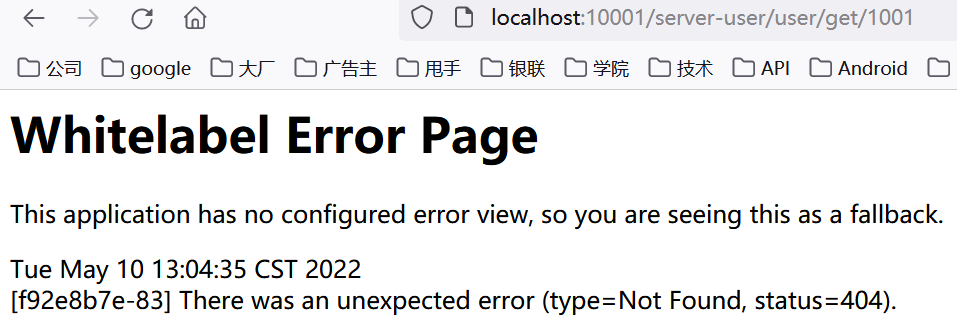 localhost:10001/server-user/user/get/1001
公司 google 大厂 广告主 甩手 银联 学院 技术 API Android
Whitelabel Error Page
This application has no configured error view, so you are seeing this as a fallback.
Tue May 10 13:04:35 CST 2022
[f92e8b7e-83] There was an unexpected error (type=Not Found, status=404).